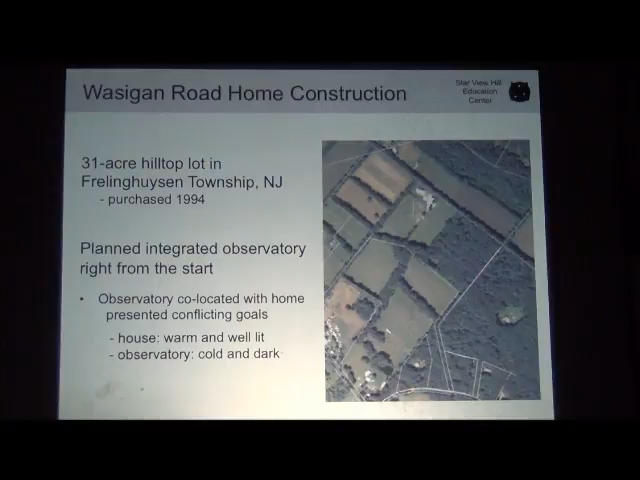 Wasigan Road Home Construction
Star View Hill
Education
Center
31-acre hilltop lot in
Frelinghuysen Township, NJ
- purchased 1994
Planned integrated observatory
right from the start
• Observatory co-located with home
presented conflicting goals
- house: warm and well lit
- observatory: cold and dark